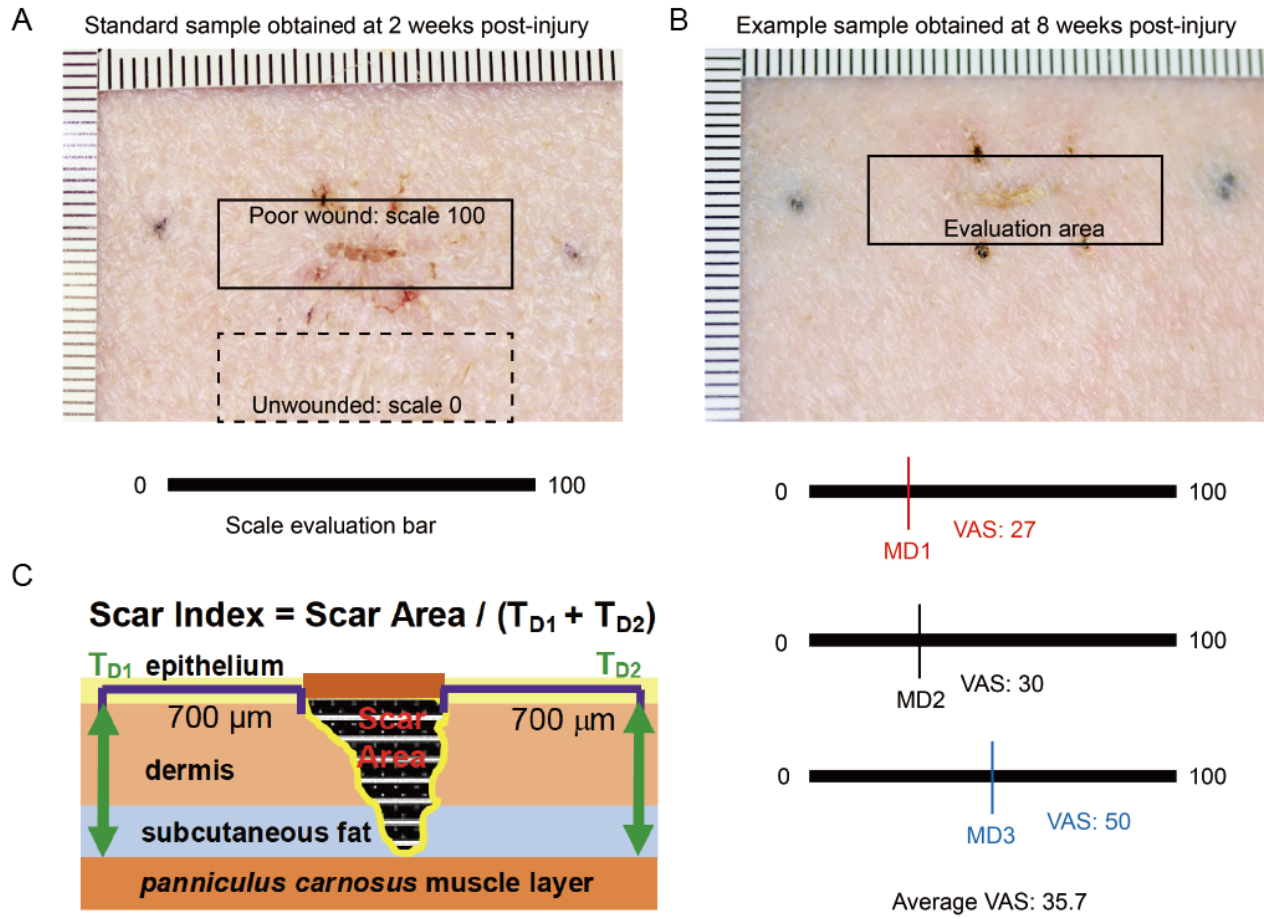 A
Standard sample obtained at 2 weeks post-injury
Poor wound: scale 100
Unwounded: scale 0
0
100
Scale evaluation bar
B
Example sample obtained at 8 weeks post-injury
Evaluation area
0
100
MD1
VAS: 27
0
100
MD2
VAS: 30
0
100
MD3
VAS: 50
Average VAS: 35.7
C
Scar Index = Scar Area / (TD1 + TD2)
TD1 epithelium
TD2
700 µm
Scar
700 µm
Area
dermis
subcutaneous fat
panniculus carnosus muscle layer